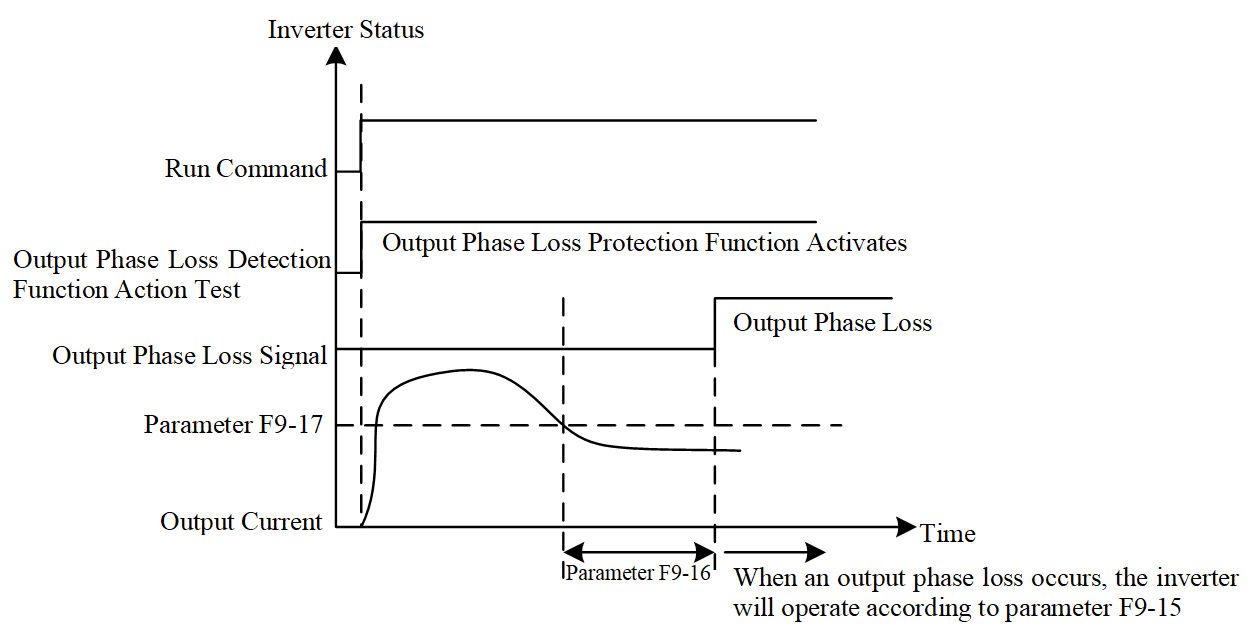 Inverter Status
Run Command
Output Phase Loss Protection Function Activates
Output Phase Loss Detection
Function Action Test
Output Phase Loss
Output Phase Loss Signal
Parameter F9-17
Output Current
Time
Parameter F9-16
When an output phase loss occurs, the inverter
will operate according to parameter F9-15